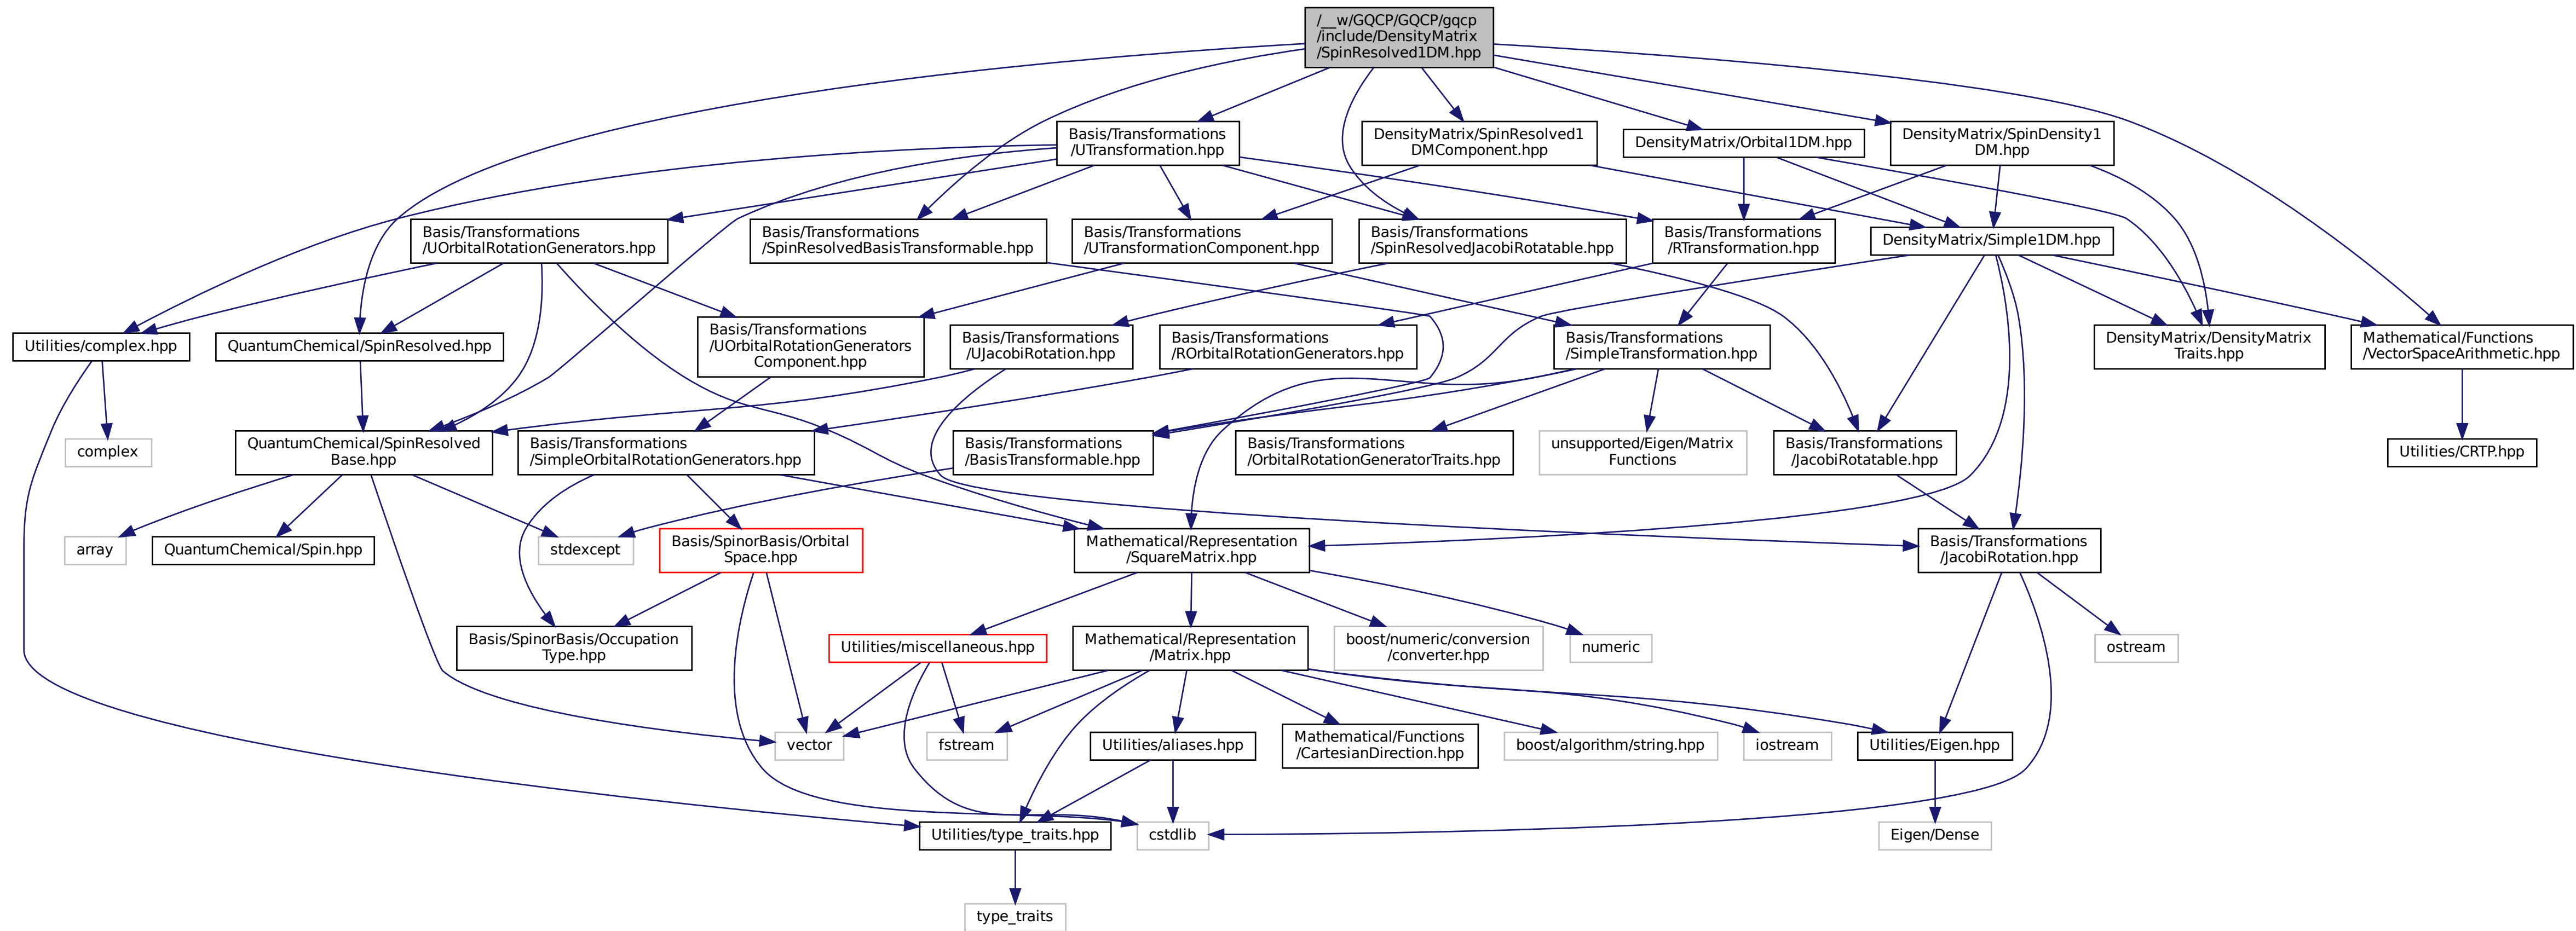 /__w/GQCP/GQCP/gqcp
/include/DensityMatrix
/SpinResolved1DM.hpp
Basis/Transformations
/UTransformation.hpp
DensityMatrix/SpinResolved1
DMComponent.hpp
DensityMatrix/Orbital1DM.hpp
DensityMatrix/SpinDensity1
DM.hpp
Basis/Transformations
/UOrbitalRotationGenerators.hpp
Basis/Transformations
/SpinResolvedBasisTransformable.hpp
Basis/Transformations
/UTransformationComponent.hpp
Basis/Transformations
/SpinResolvedJacobiRotatable.hpp
Basis/Transformations
/RTransformation.hpp
DensityMatrix/Simple1DM.hpp
Utilities/complex.hpp
QuantumChemical/SpinResolved.hpp
Basis/Transformations
/UOrbitalRotationGenerators
Component.hpp
Basis/Transformations
/UJacobiRotation.hpp
Basis/Transformations
/ROrbitalRotationGenerators.hpp
Basis/Transformations
/SimpleTransformation.hpp
DensityMatrix/DensityMatrix
Traits.hpp
Mathematical/Functions
/VectorSpaceArithmetic.hpp
complex
QuantumChemical/SpinResolved
Base.hpp
Basis/Transformations
/SimpleOrbitalRotationGenerators.hpp
Basis/Transformations
/BasisTransformable.hpp
Basis/Transformations
/OrbitalRotationGeneratorTraits.hpp
unsupported/Eigen/Matrix
Functions
Basis/Transformations
/JacobiRotatable.hpp
Utilities/CRTP.hpp
array
QuantumChemical/Spin.hpp
stdexcept
Basis/SpinorBasis/Orbital
Space.hpp
Mathematical/Representation
/SquareMatrix.hpp
Basis/Transformations
/JacobiRotation.hpp
Basis/SpinorBasis/Occupation
Type.hpp
Utilities/miscellaneous.hpp
Mathematical/Representation
/Matrix.hpp
boost/numeric/conversion
/converter.hpp
numeric
ostream
vector
fstream
Utilities/aliases.hpp
Mathematical/Functions
/CartesianDirection.hpp
boost/algorithm/string.hpp
iostream
Utilities/Eigen.hpp
Utilities/type_traits.hpp
cstdlib
Eigen/Dense
type_traits